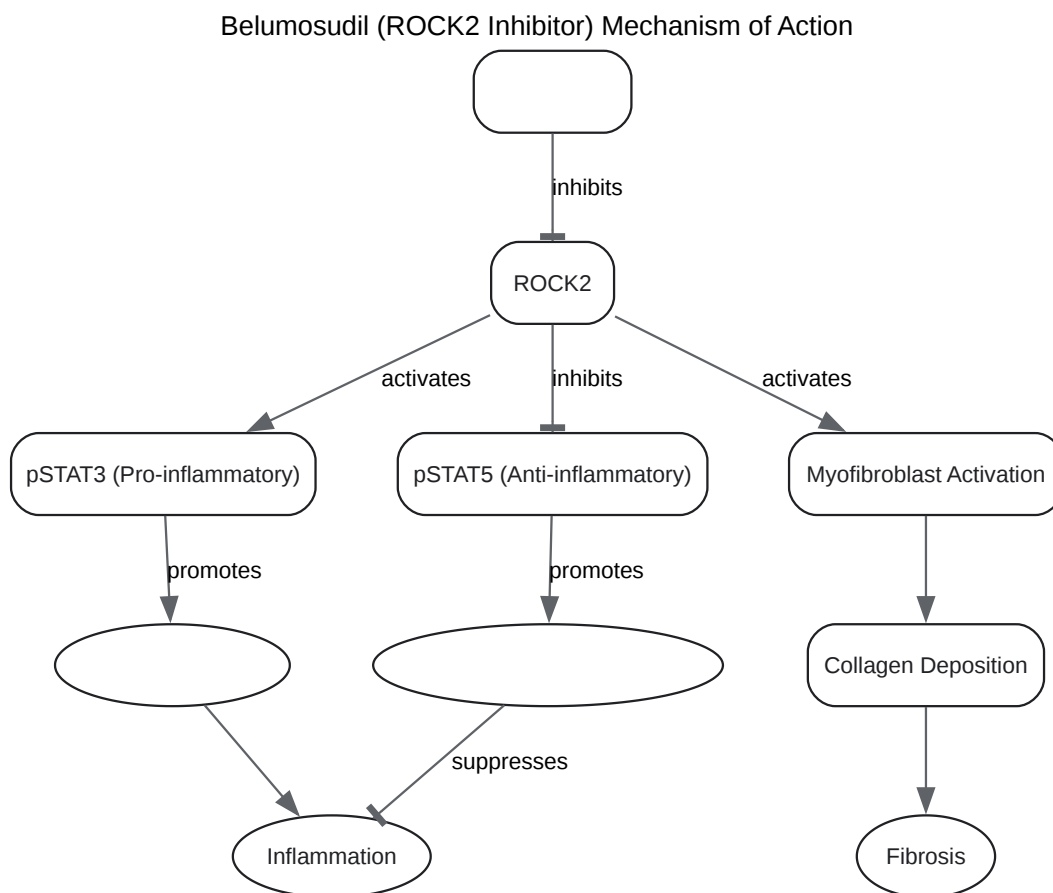 Belumosudil (ROCK2 Inhibitor) Mechanism of Action
inhibits
ROCK2
activates
inhibits
activates
pSTAT3 (Pro-inflammatory)
pSTAT5 (Anti-inflammatory)
Myofibroblast Activation
promotes
promotes
Collagen Deposition
suppresses
Inflammation
Fibrosis